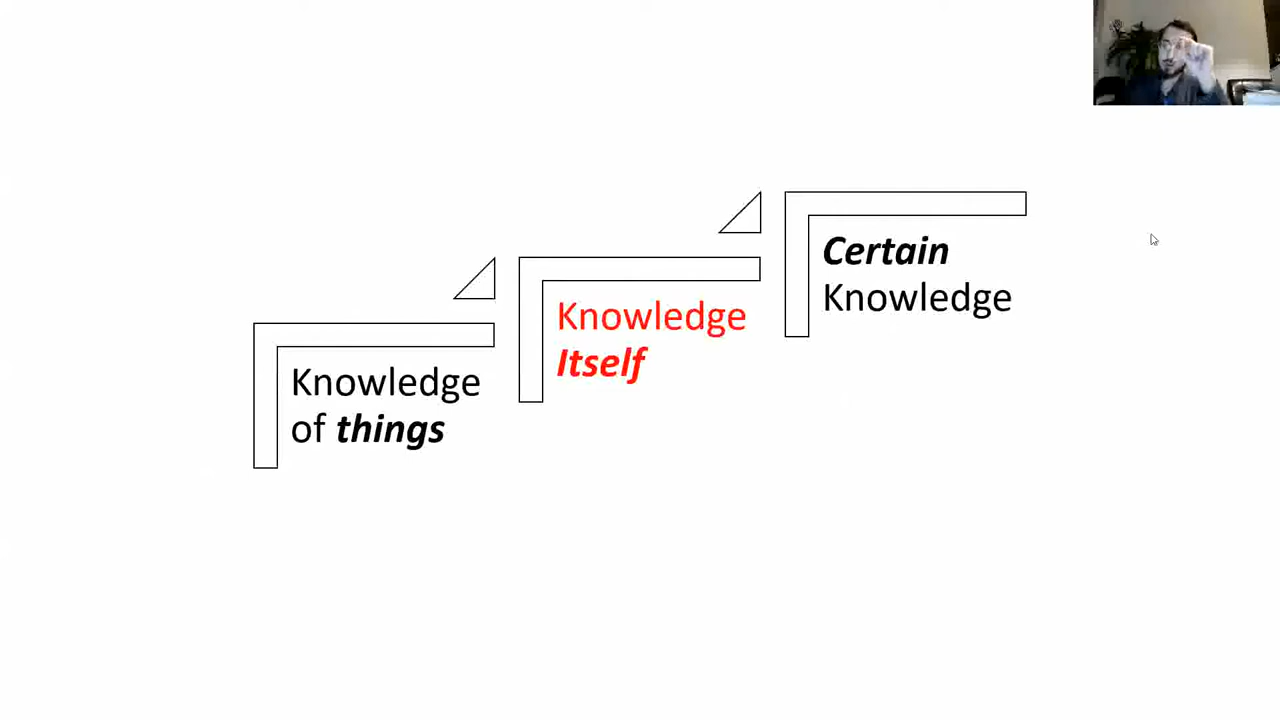 Knowledge
of things
Knowledge
Itself
Certain
Knowledge